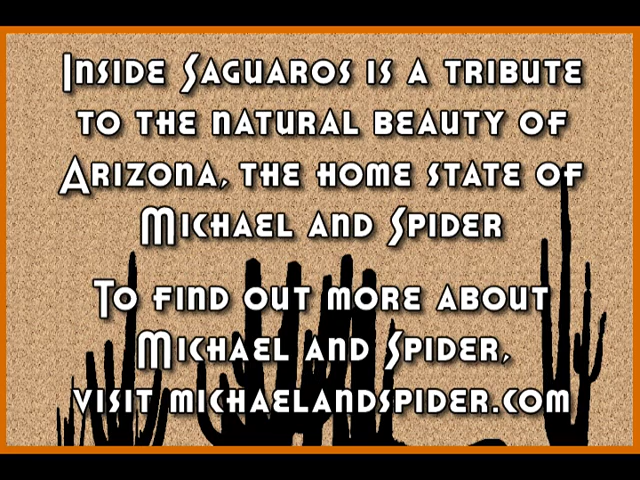 Inside Saguaros is a tribute
to the natural beauty of
Arizona, the home state of
Michael and Spider
To find out more about
Michael and Spider,
visit michaelandspider.com